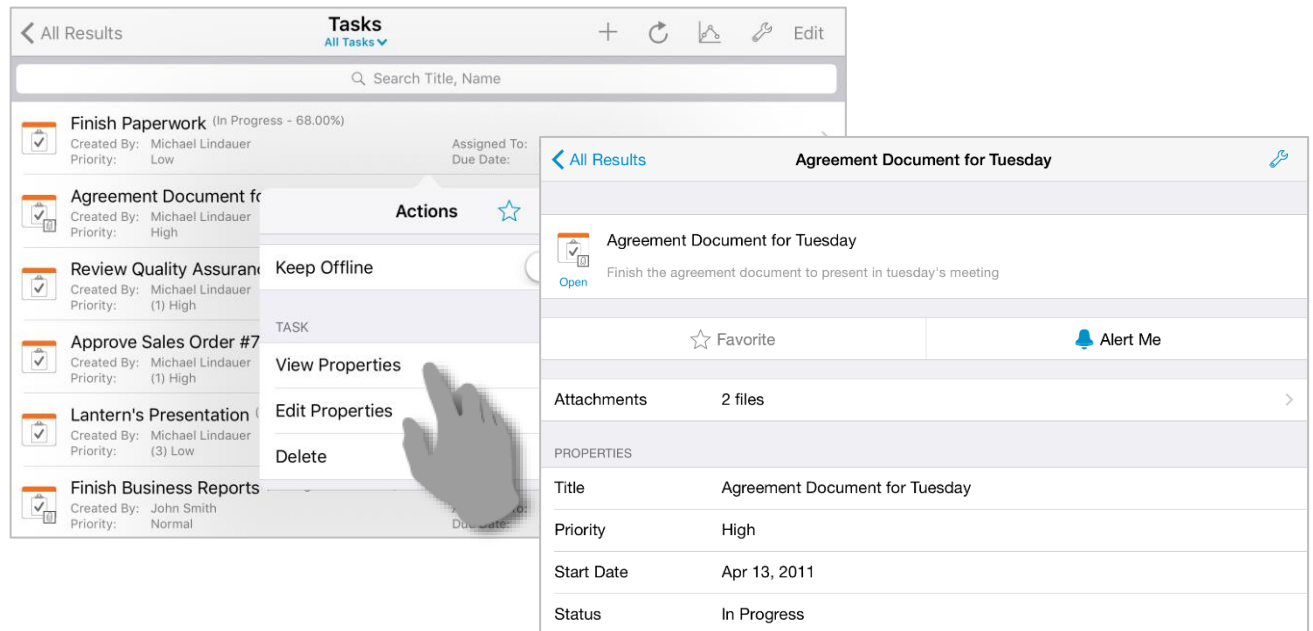 All Results
Tasks
All Tasks
Edit
Search Title, Name
Finish Paperwork (In Progress - 68.00%)
Created By: Michael Lindauer
Assigned To:
Priority: Low
Due Date:
Agreement Document fo
Created By: Michael Lindauer
Priority: High
Review Quality Assuranc
Created By: Michael Lindauer
Priority: (1) High
Approve Sales Order #7
Created By: Michael Lindauer
Priority: (1) High
Lantern's Presentation (
Created By: Michael Lindauer
Priority: (3) Low
Finish Business Reports
Created By: John Smith
Priority: Normal
Due Date:
Actions
Keep Offline
TASK
View Properties
Edit Properties
Delete
All Results
Agreement Document for Tuesday
Agreement Document for Tuesday
Finish the agreement document to present in tuesday's meeting
Open
Favorite
Alert Me
Attachments 2 files
PROPERTIES
Title Agreement Document for Tuesday
Priority High
Start Date Apr 13, 2011
Status In Progress